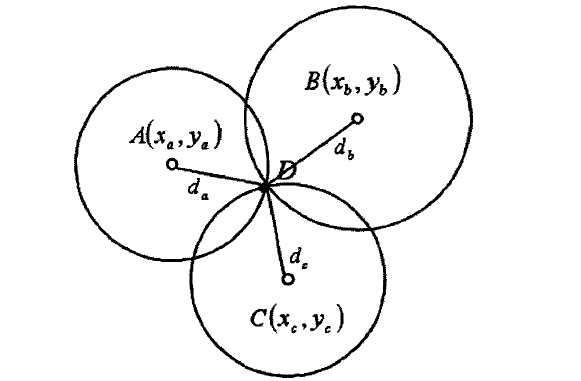 B(x_b, y_b)
A(x_a, y_a)
d_b
D
d_a
d_c
C(x_c, y_c)